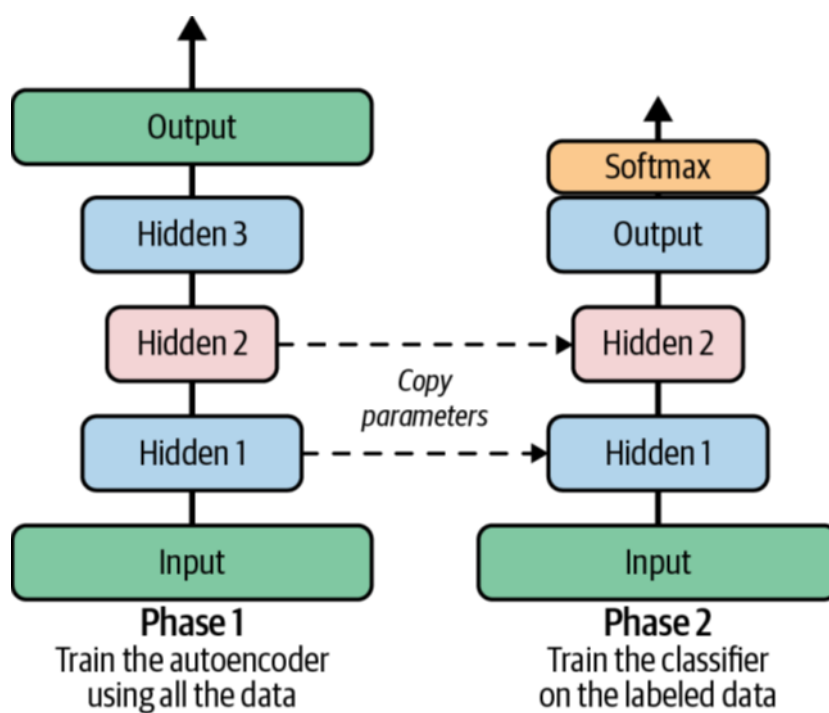 Output
Hidden 3
Hidden 2
Hidden 1
Input
Phase 1
Train the autoencoder
using all the data
Copy
parameters
Softmax
Output
Hidden 2
Hidden 1
Input
Phase 2
Train the classifier
on the labeled data